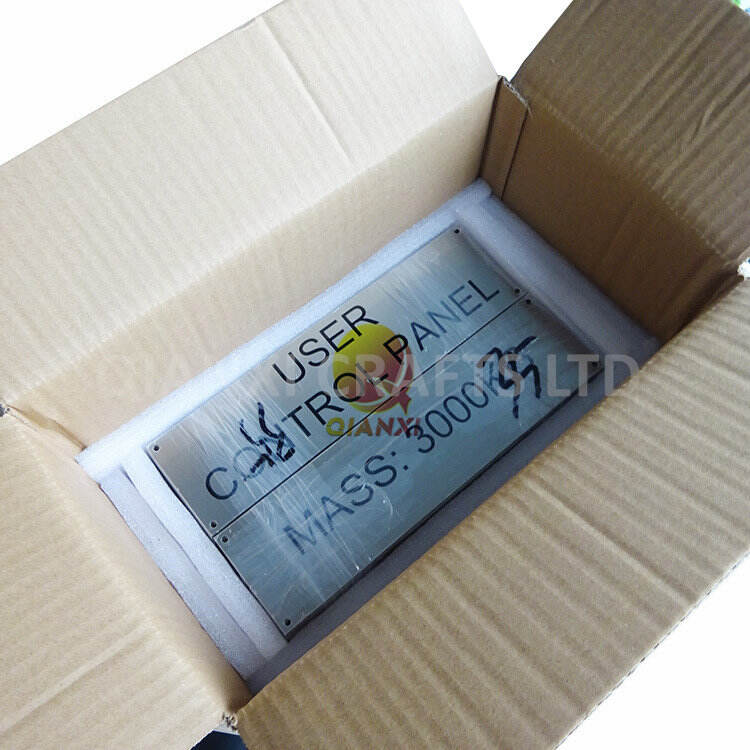 USER
CONTROL PANEL
MASS: 3000
QIANXI
CRAFTS LTD